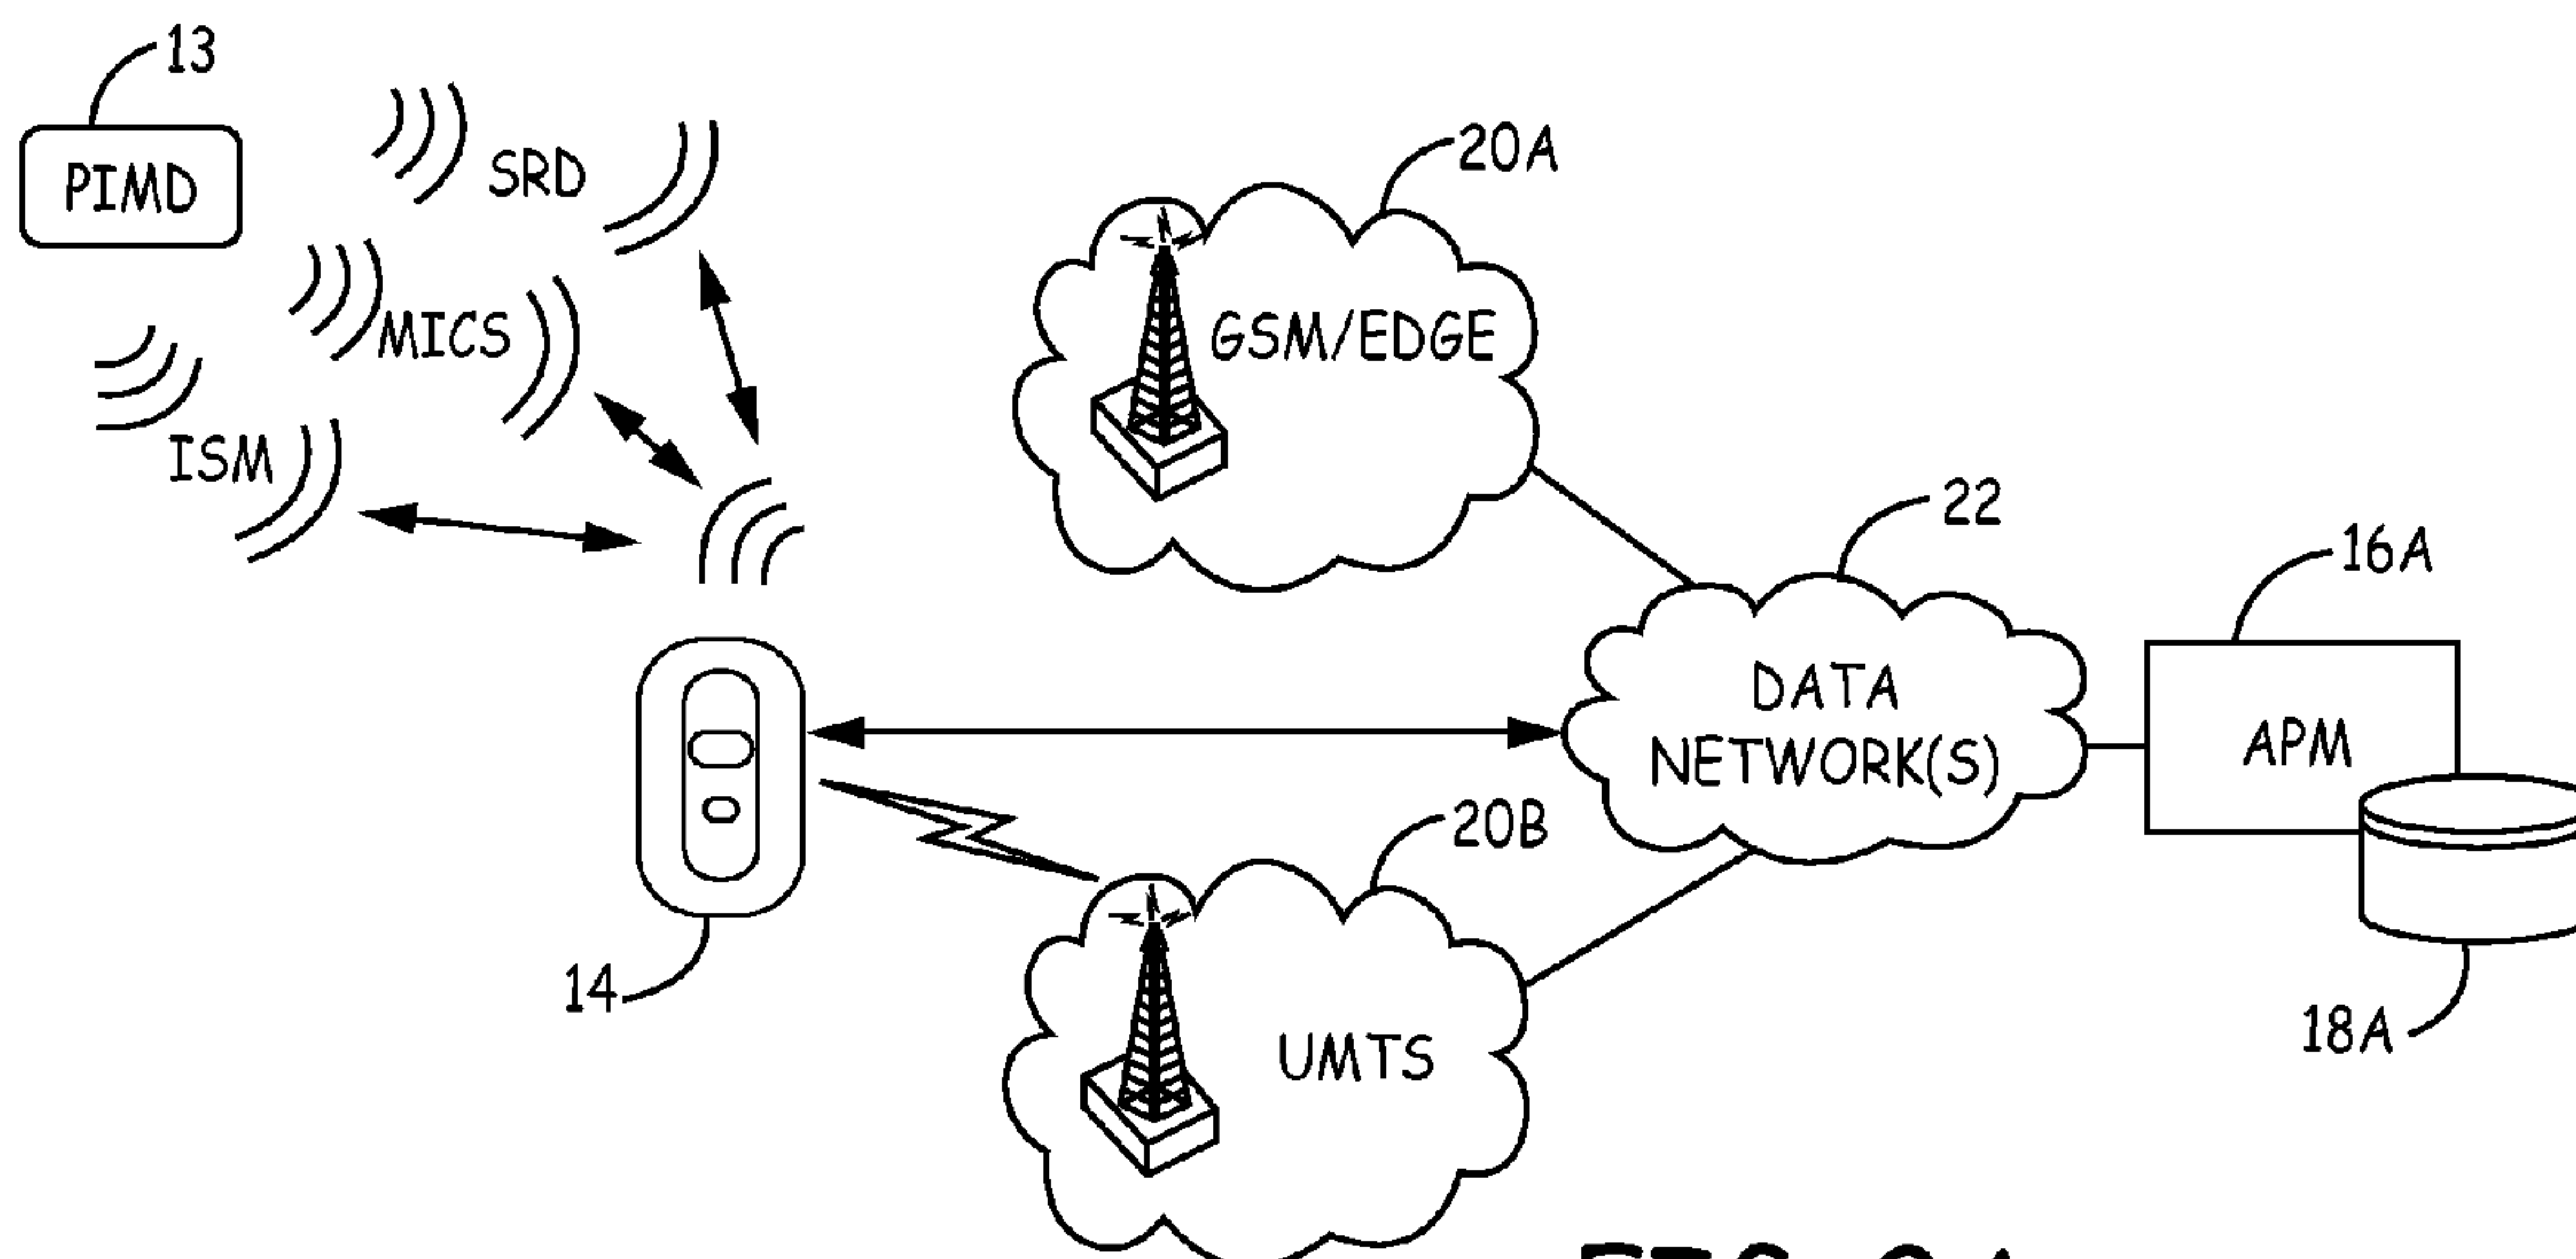 13
PIMD
SRD
20A
MICS
GSM/EDGE
ISM
22
16A
DATA
NETWORK(S)
APM
20B
14
18A
UMTS